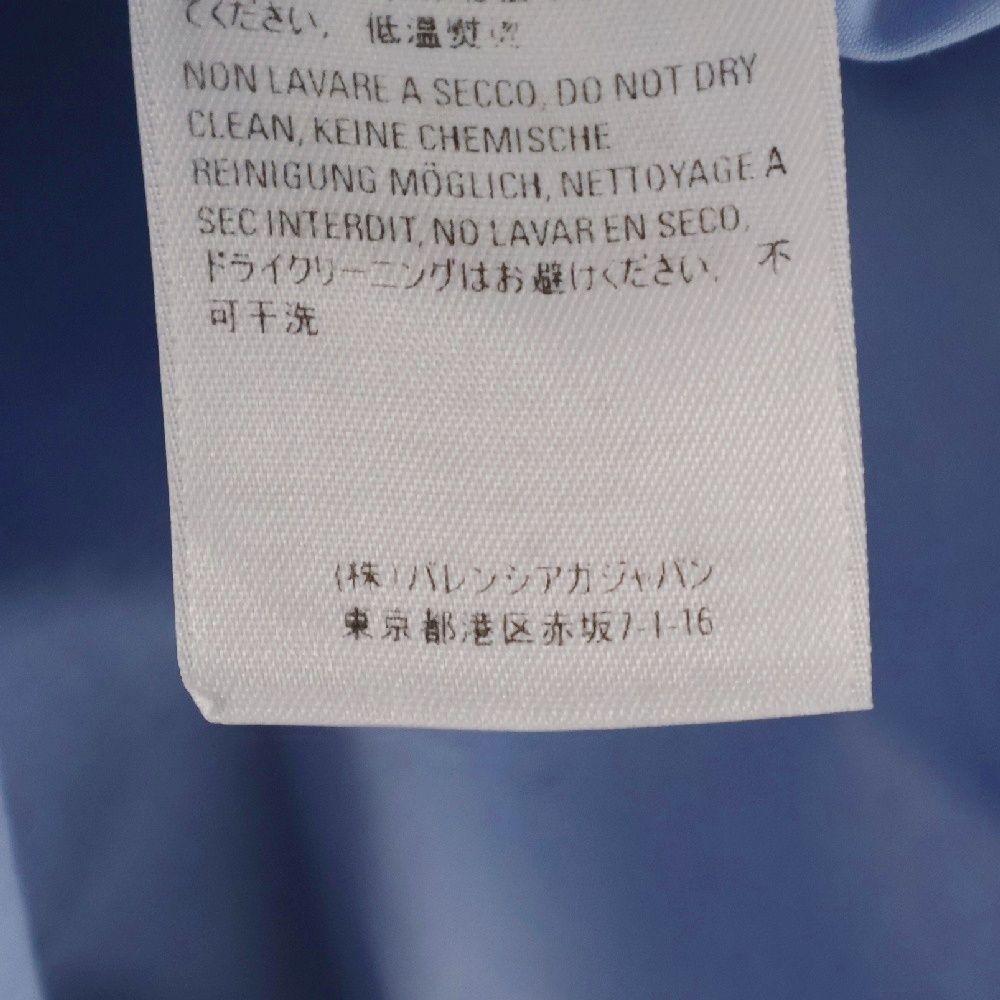 てください。 低温熨烫
NON LAVARE A SECCO, DO NOT DRY
CLEAN, KEINE CHEMISCHE
REINIGUNG MÖGLICH, NETTOYAGE A
SEC INTERDIT, NO LAVAR EN SECO,
ドライクリーニングはお避けください. 不
可干洗
(株)バレンシアガジャパン
東京都港区赤坂7-1-16